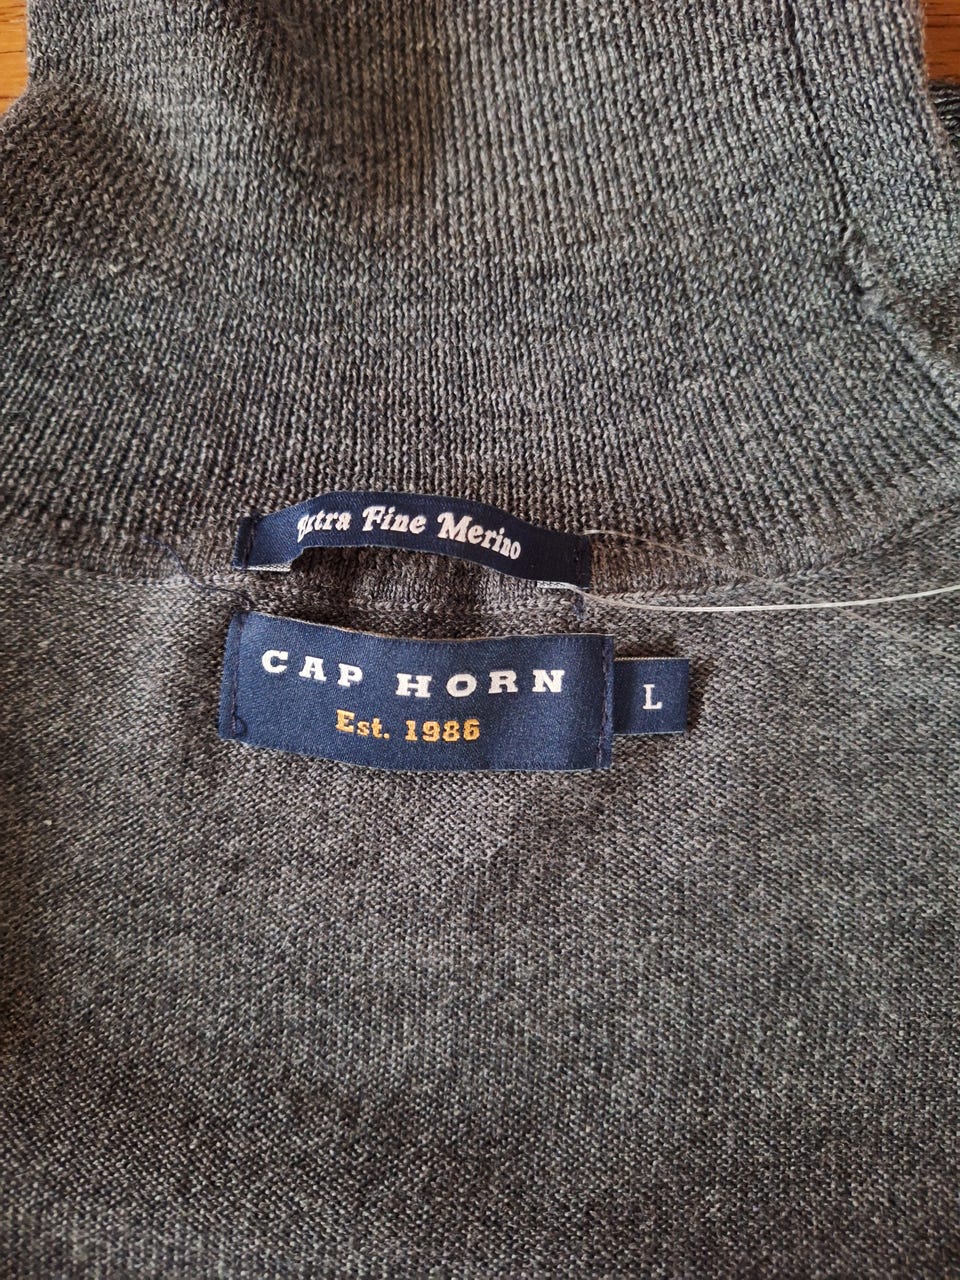 Extra Fine Merino
CAP HORN
Est. 1986
L